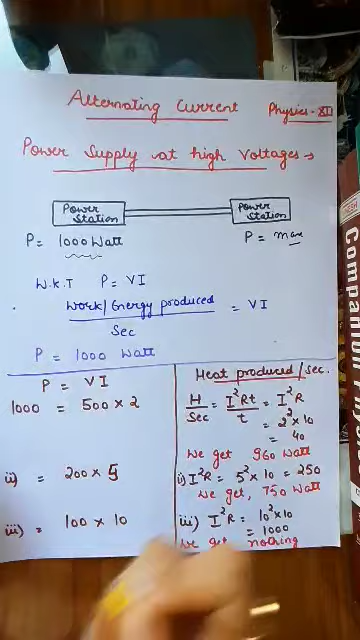 Alternating Current
Physics-XII
Power Supply at high Voltages→
Power Station
Power Station
P = 1000 Watt
P = max
W.K.T P = VI
Work/Energy produced / Sec = VI
P = 1000 Watt
P = VI
1000 = 500 × 2
ii) = 200 × 5
iii) = 100 × 10
Heat produced/sec.
H/Sec = I²Rt/t = I²R
= 2² × 10
= 40
We get 960 Watt
ii) I²R = 5² × 10 = 250
We get, 750 Watt
iii) I²R = 10² × 10
= 1000
We get nothing